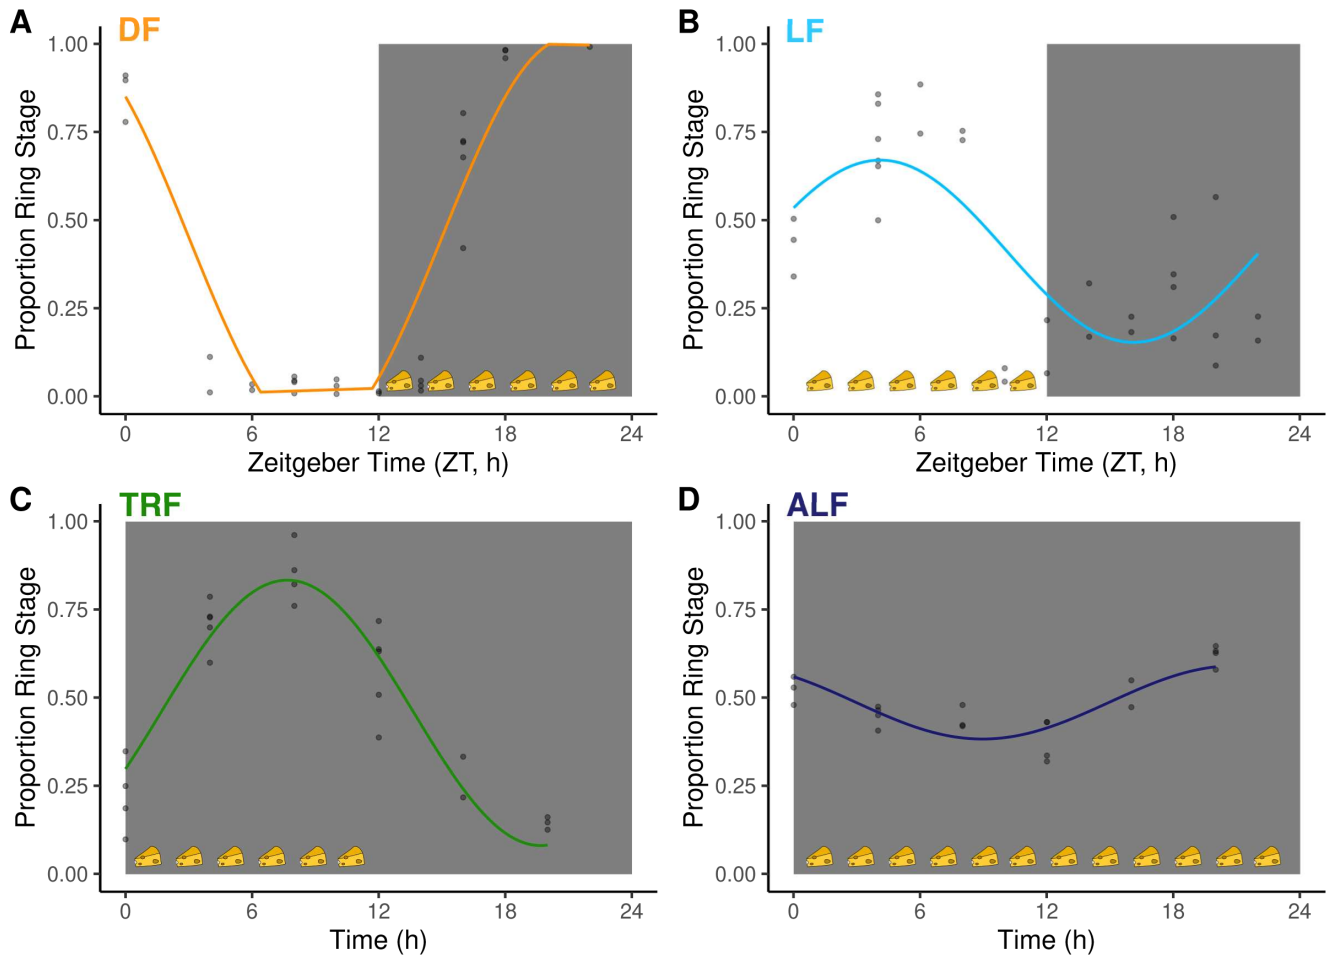 A
DF
1.00
0.75
0.50
0.25
0.00
Proportion Ring Stage
0 6 12 18 24
Zeitgeber Time (ZT, h)
B
LF
1.00
0.75
0.50
0.25
0.00
Proportion Ring Stage
0 6 12 18 24
Zeitgeber Time (ZT, h)
C
TRF
1.00
0.75
0.50
0.25
0.00
Proportion Ring Stage
0 6 12 18 24
Time (h)
D
ALF
1.00
0.75
0.50
0.25
0.00
Proportion Ring Stage
0 6 12 18 24
Time (h)